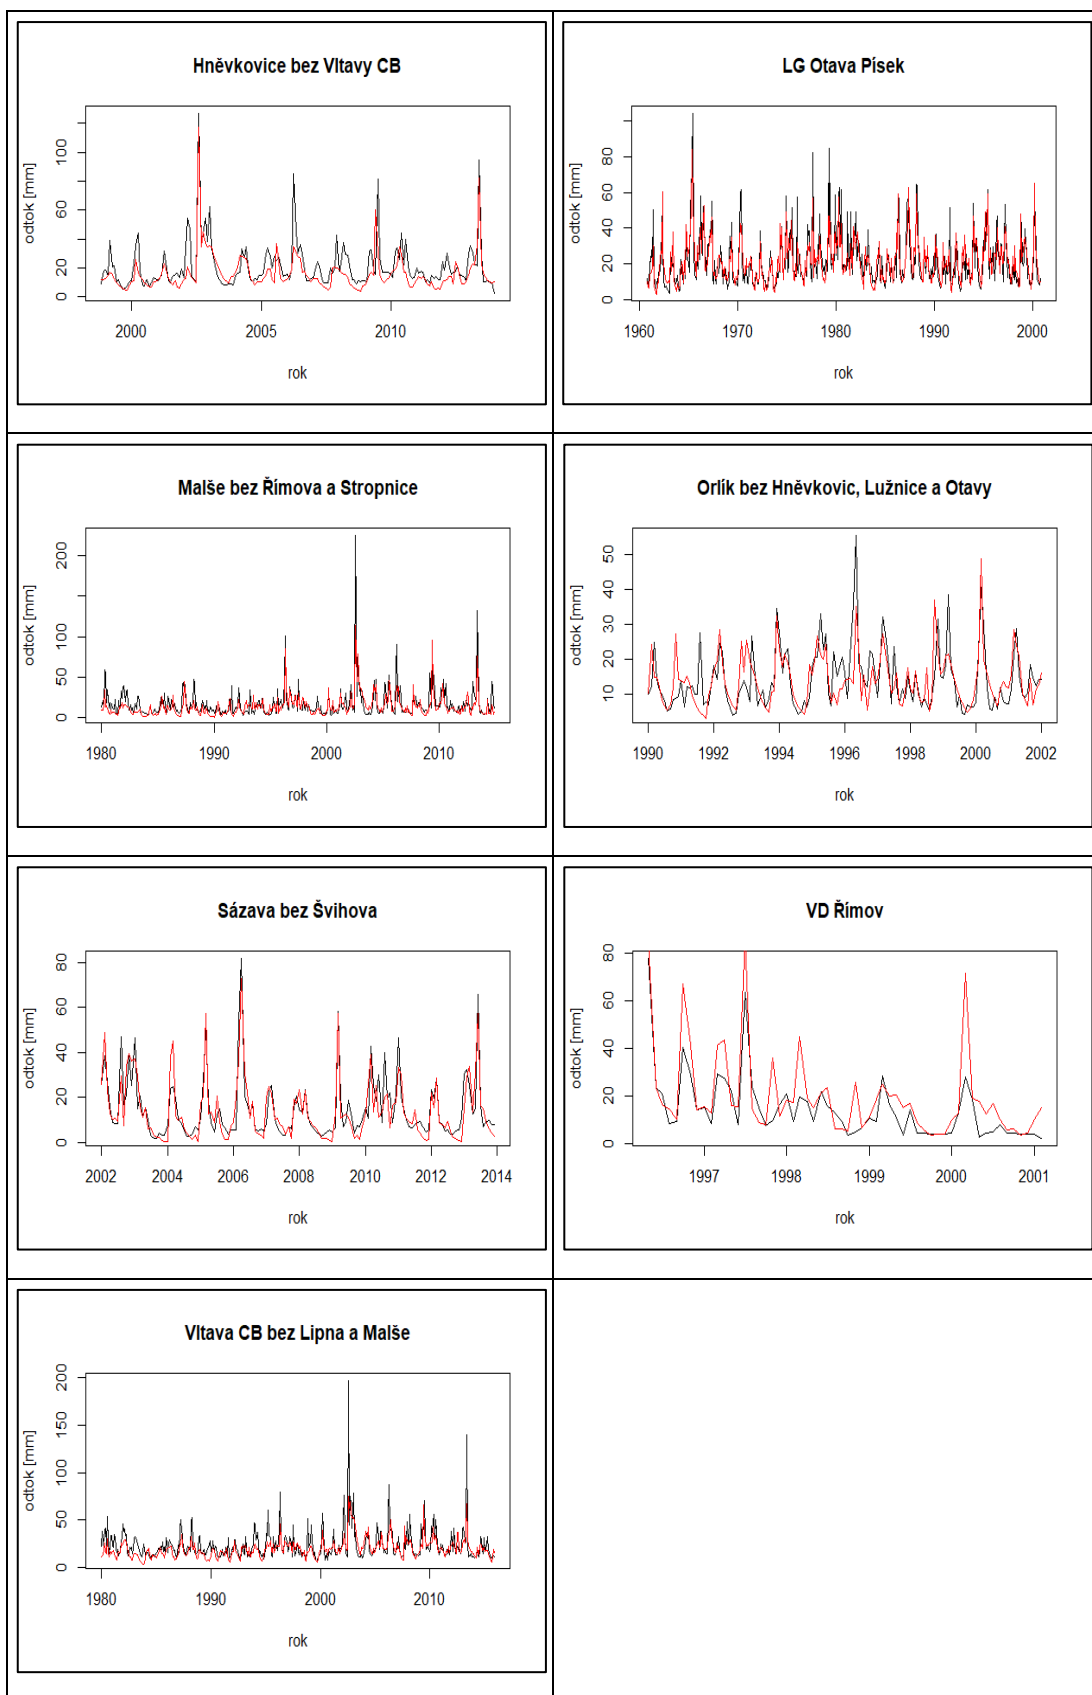 Hněvkovice bez Vltavy CB
odtok [mm]
0 20 60 100
2000 2005 2010
rok
LG Otava Písek
odtok [mm]
0 20 40 60 80
1960 1970 1980 1990 2000
rok
Malše bez Římova a Stropnice
odtok [mm]
0 50 100 200
1980 1990 2000 2010
rok
Orlík bez Hněvkovic, Lužnice a Otavy
odtok [mm]
10 20 30 40 50
1990 1992 1994 1996 1998 2000 2002
rok
Sázava bez Švihova
odtok [mm]
0 20 40 60 80
2002 2004 2006 2008 2010 2012 2014
rok
VD Římov
odtok [mm]
0 20 40 60 80
1997 1998 1999 2000 2001
rok
Vltava CB bez Lipna a Malše
odtok [mm]
0 50 100 150 200
1980 1990 2000 2010
rok